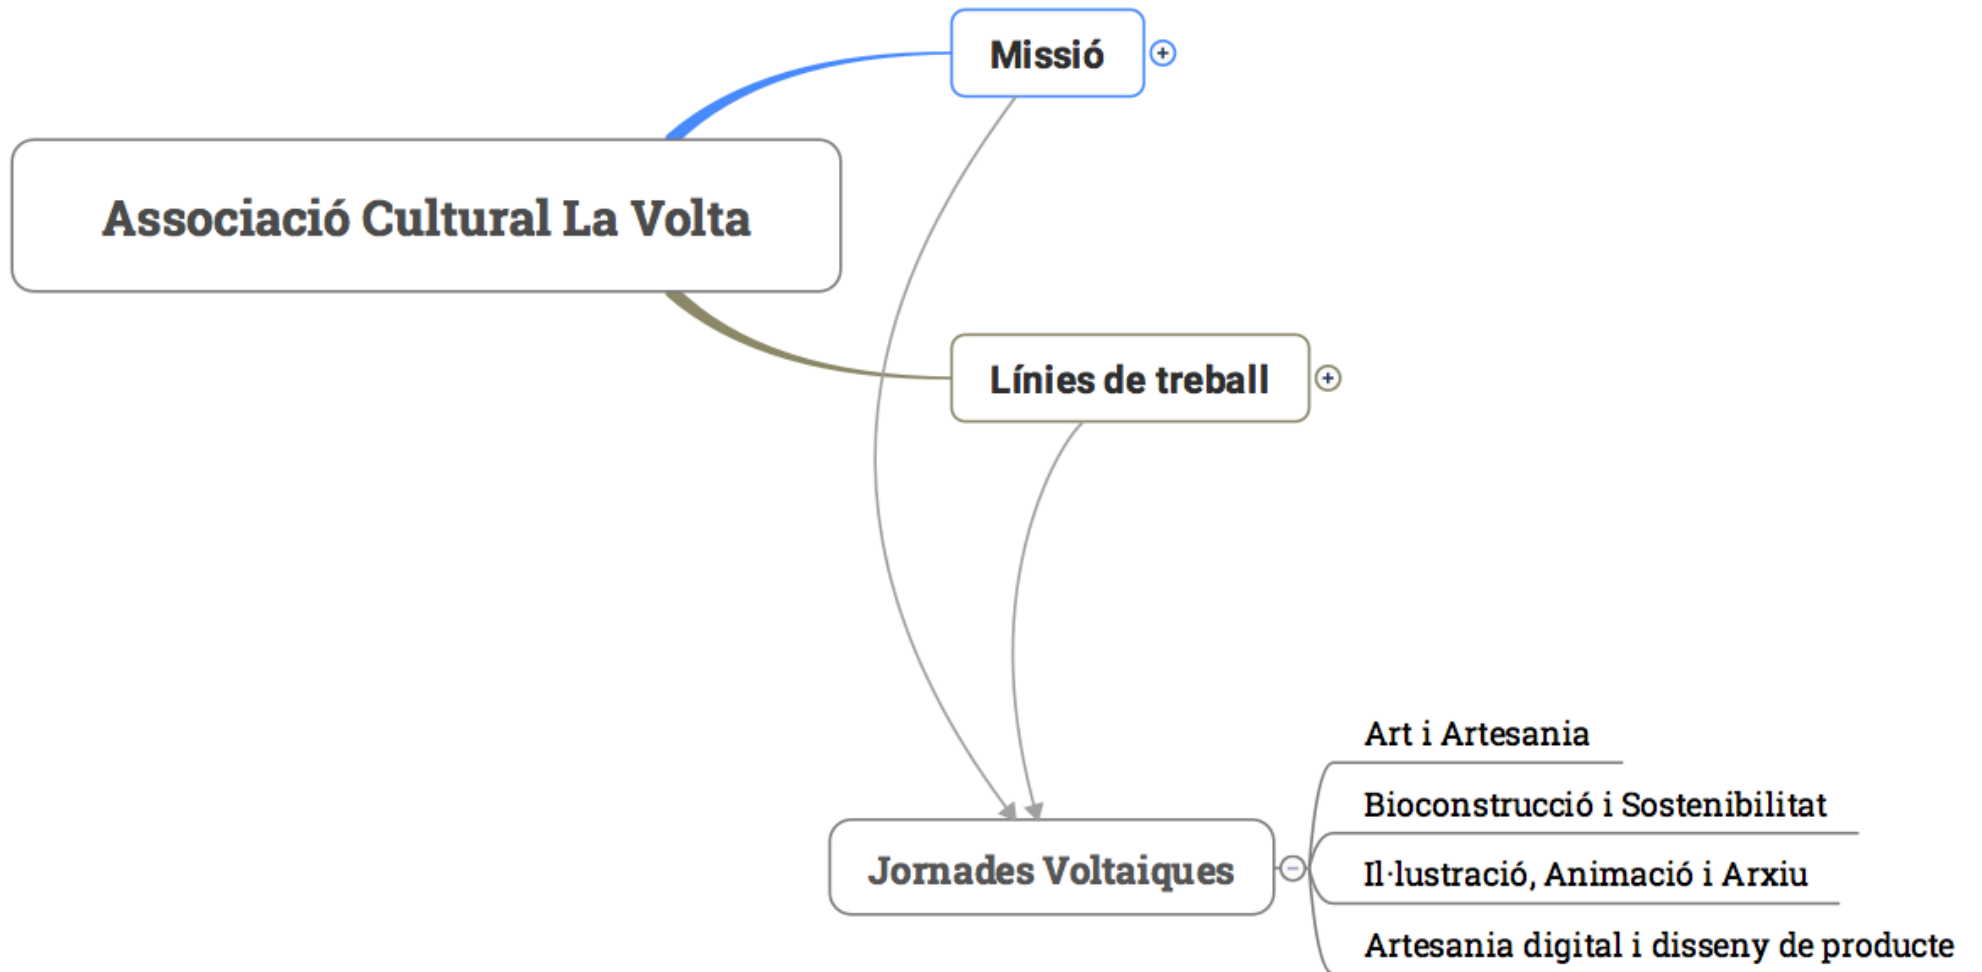 Missió
Associació Cultural La Volta
Línies de treball
Jornades Voltaiques
Art i Artesania
Bioconstrucció i Sostenibilitat
Il·lustració, Animació i Arxiu
Artesania digital i disseny de producte